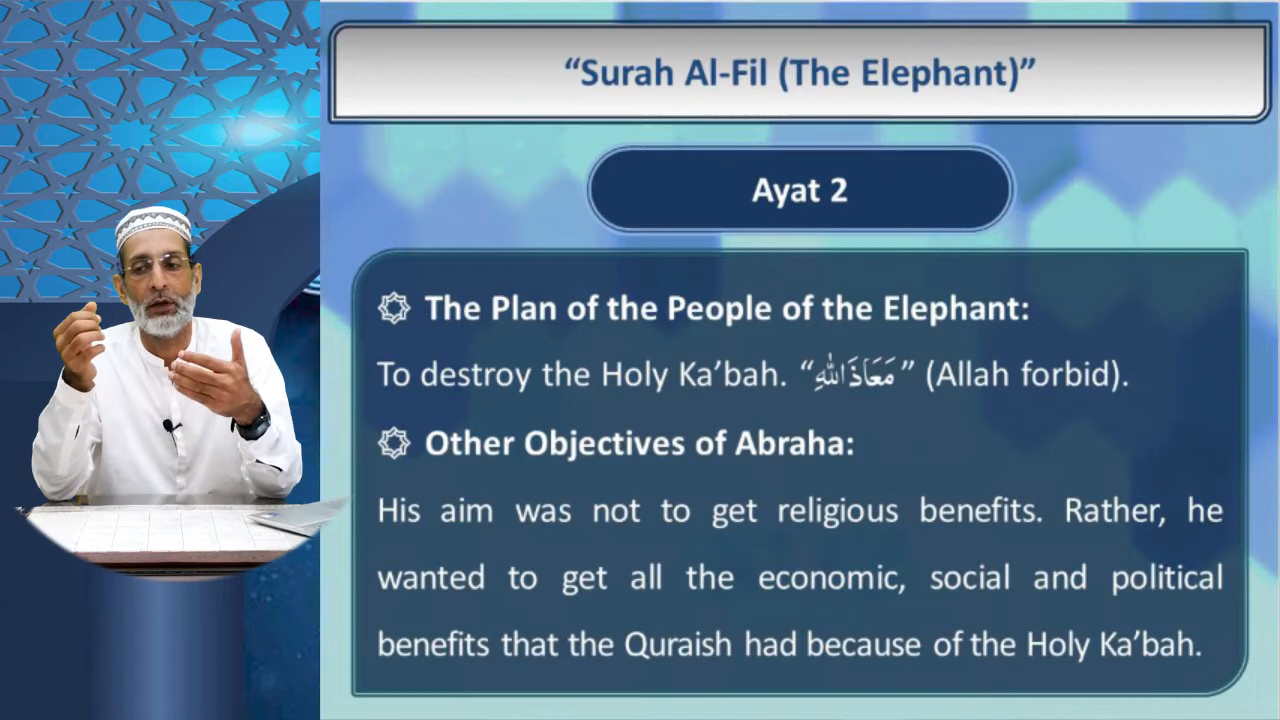 “Surah Al-Fil (The Elephant)”
Ayat 2
The Plan of the People of the Elephant:
To destroy the Holy Ka’bah. “مَعَاذَاللّٰهِ” (Allah forbid).
Other Objectives of Abraha:
His aim was not to get religious benefits. Rather, he
wanted to get all the economic, social and political
benefits that the Quraish had because of the Holy Ka’bah.